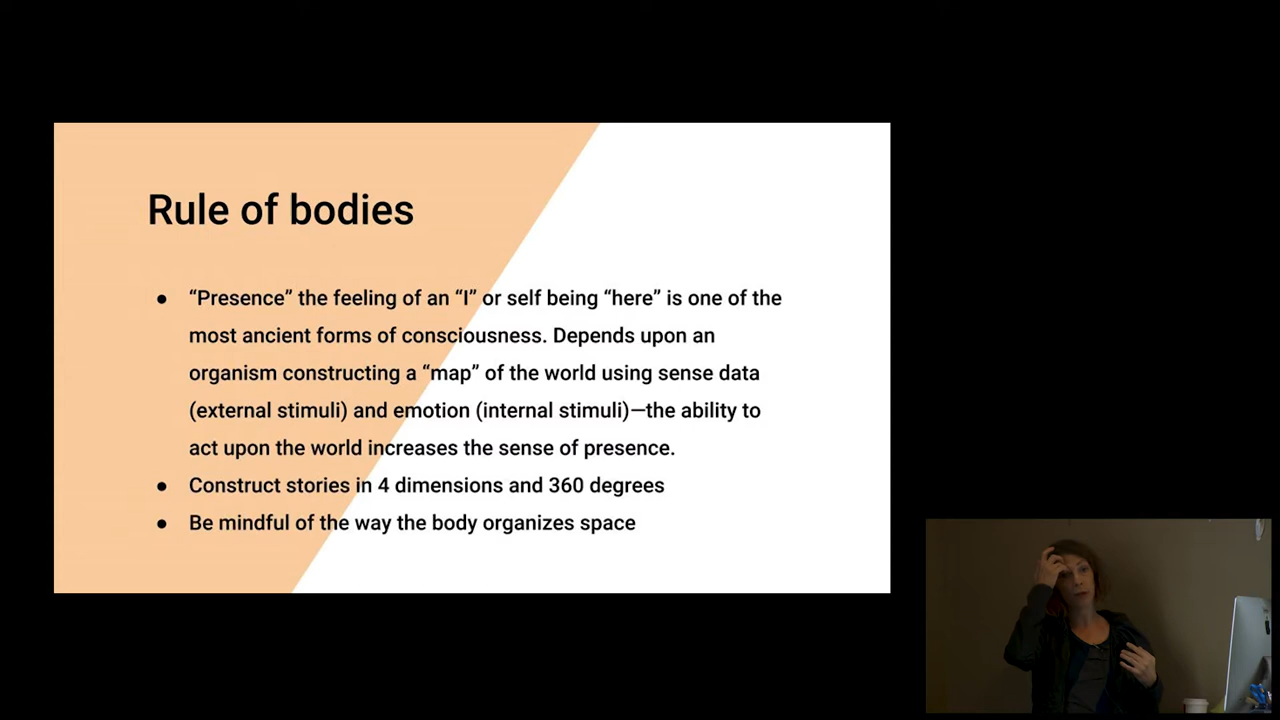 Rule of bodies
● “Presence” the feeling of an “I” or self being “here” is one of the
most ancient forms of consciousness. Depends upon an
organism constructing a “map” of the world using sense data
(external stimuli) and emotion (internal stimuli)—the ability to
act upon the world increases the sense of presence.
● Construct stories in 4 dimensions and 360 degrees
● Be mindful of the way the body organizes space